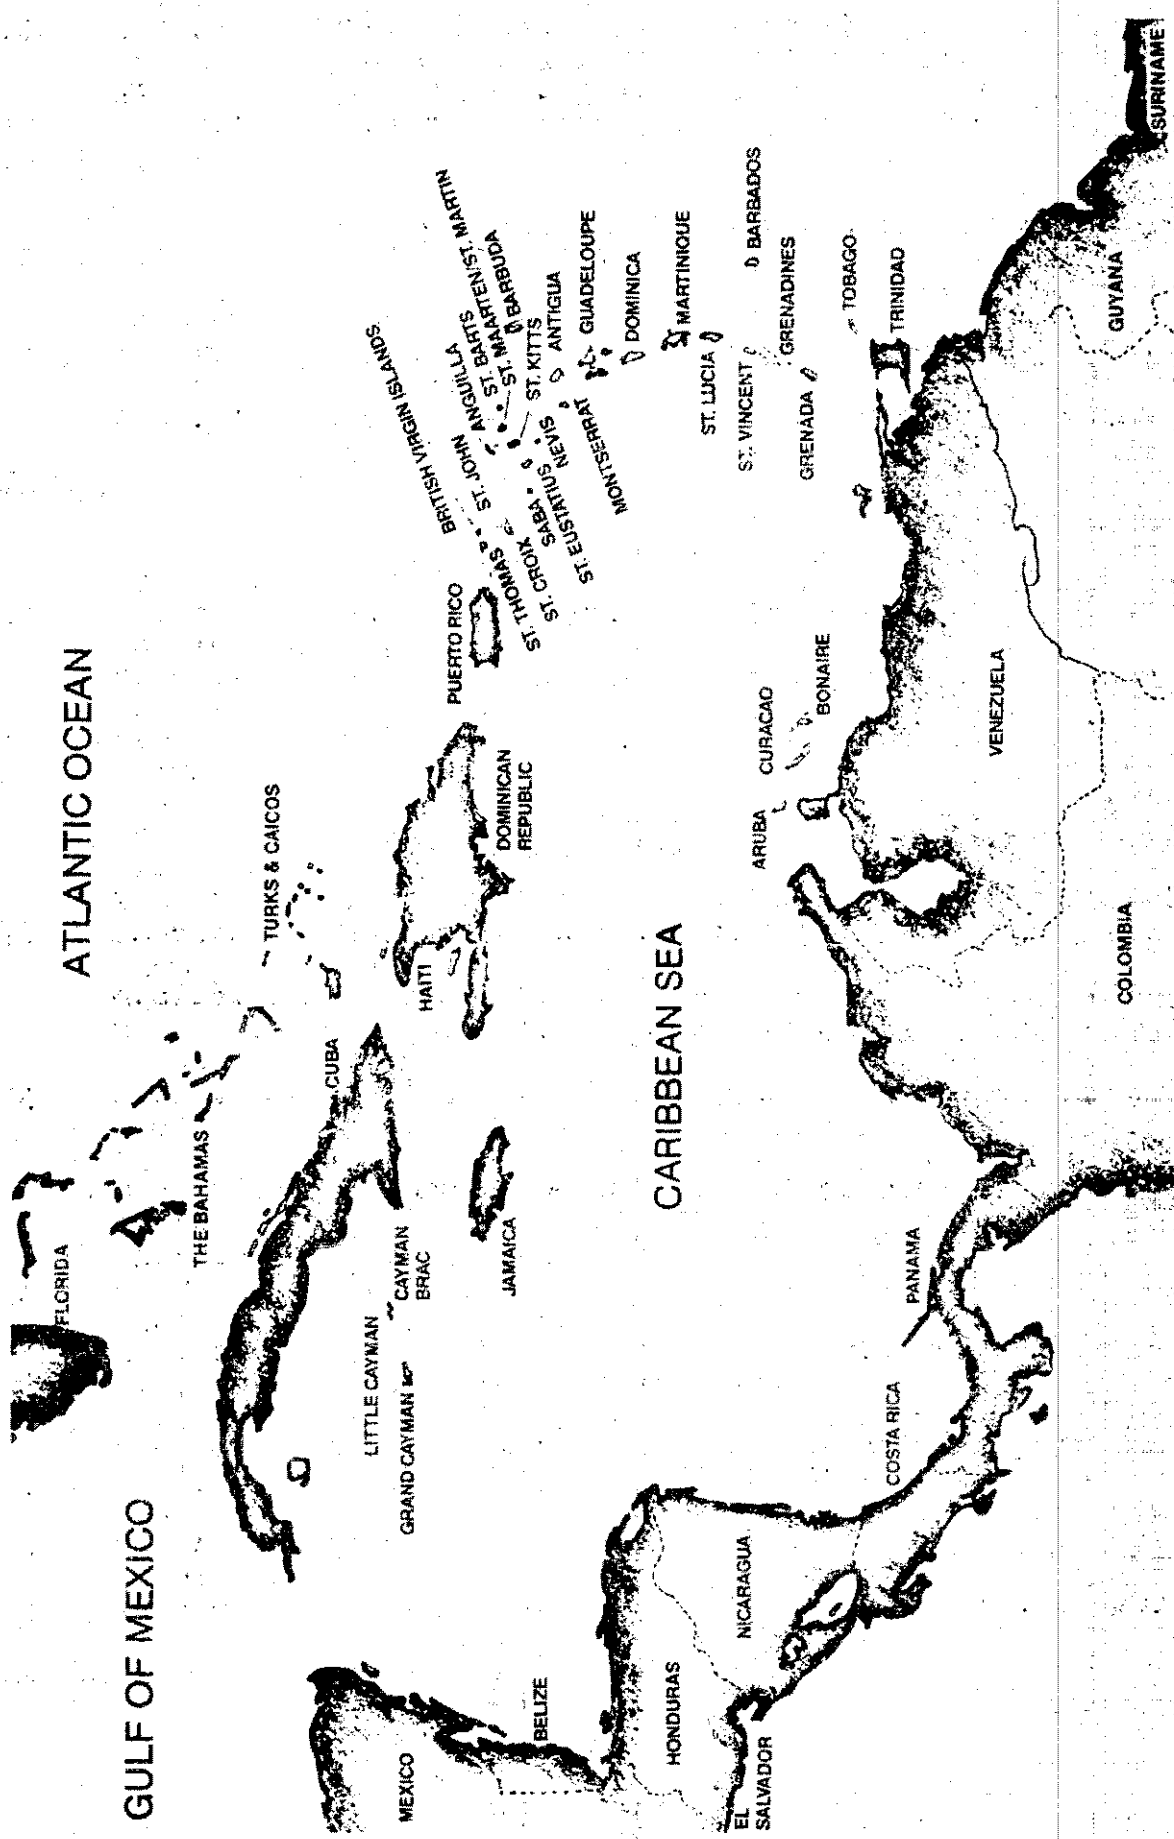 GULF OF MEXICO
ATLANTIC OCEAN
FLORIDA
THE BAHAMAS
TURKS & CAICOS
CUBA
MEXICO
LITTLE CAYMAN
CAYMAN
BRAC
GRAND CAYMAN
HAITI
DOMINICAN
REPUBLIC
PUERTO RICO
JAMAICA
BRITISH VIRGIN ISLANDS
ST. JOHN
ANGUILLA
ST. BARTS
ST. MAARTEN/ST. MARTIN
BARBUDA
ST. KITTS
ANTIGUA
ST. THOMAS
ST. CROIX
SABA
ST. EUSTATIUS
NEVIS
MONTSERRAT
GUADELOUPE
DOMINICA
MARTINIQUE
BELIZE
CARIBBEAN SEA
ST. LUCIA
BARBADOS
ST. VINCENT
GRENADINES
GRENADA
TOBAGO
TRINIDAD
HONDURAS
EL
SALVADOR
NICARAGUA
ARUBA
CURACAO
BONAIRE
COSTA RICA
PANAMA
VENEZUELA
COLOMBIA
GUYANA
SURINAME